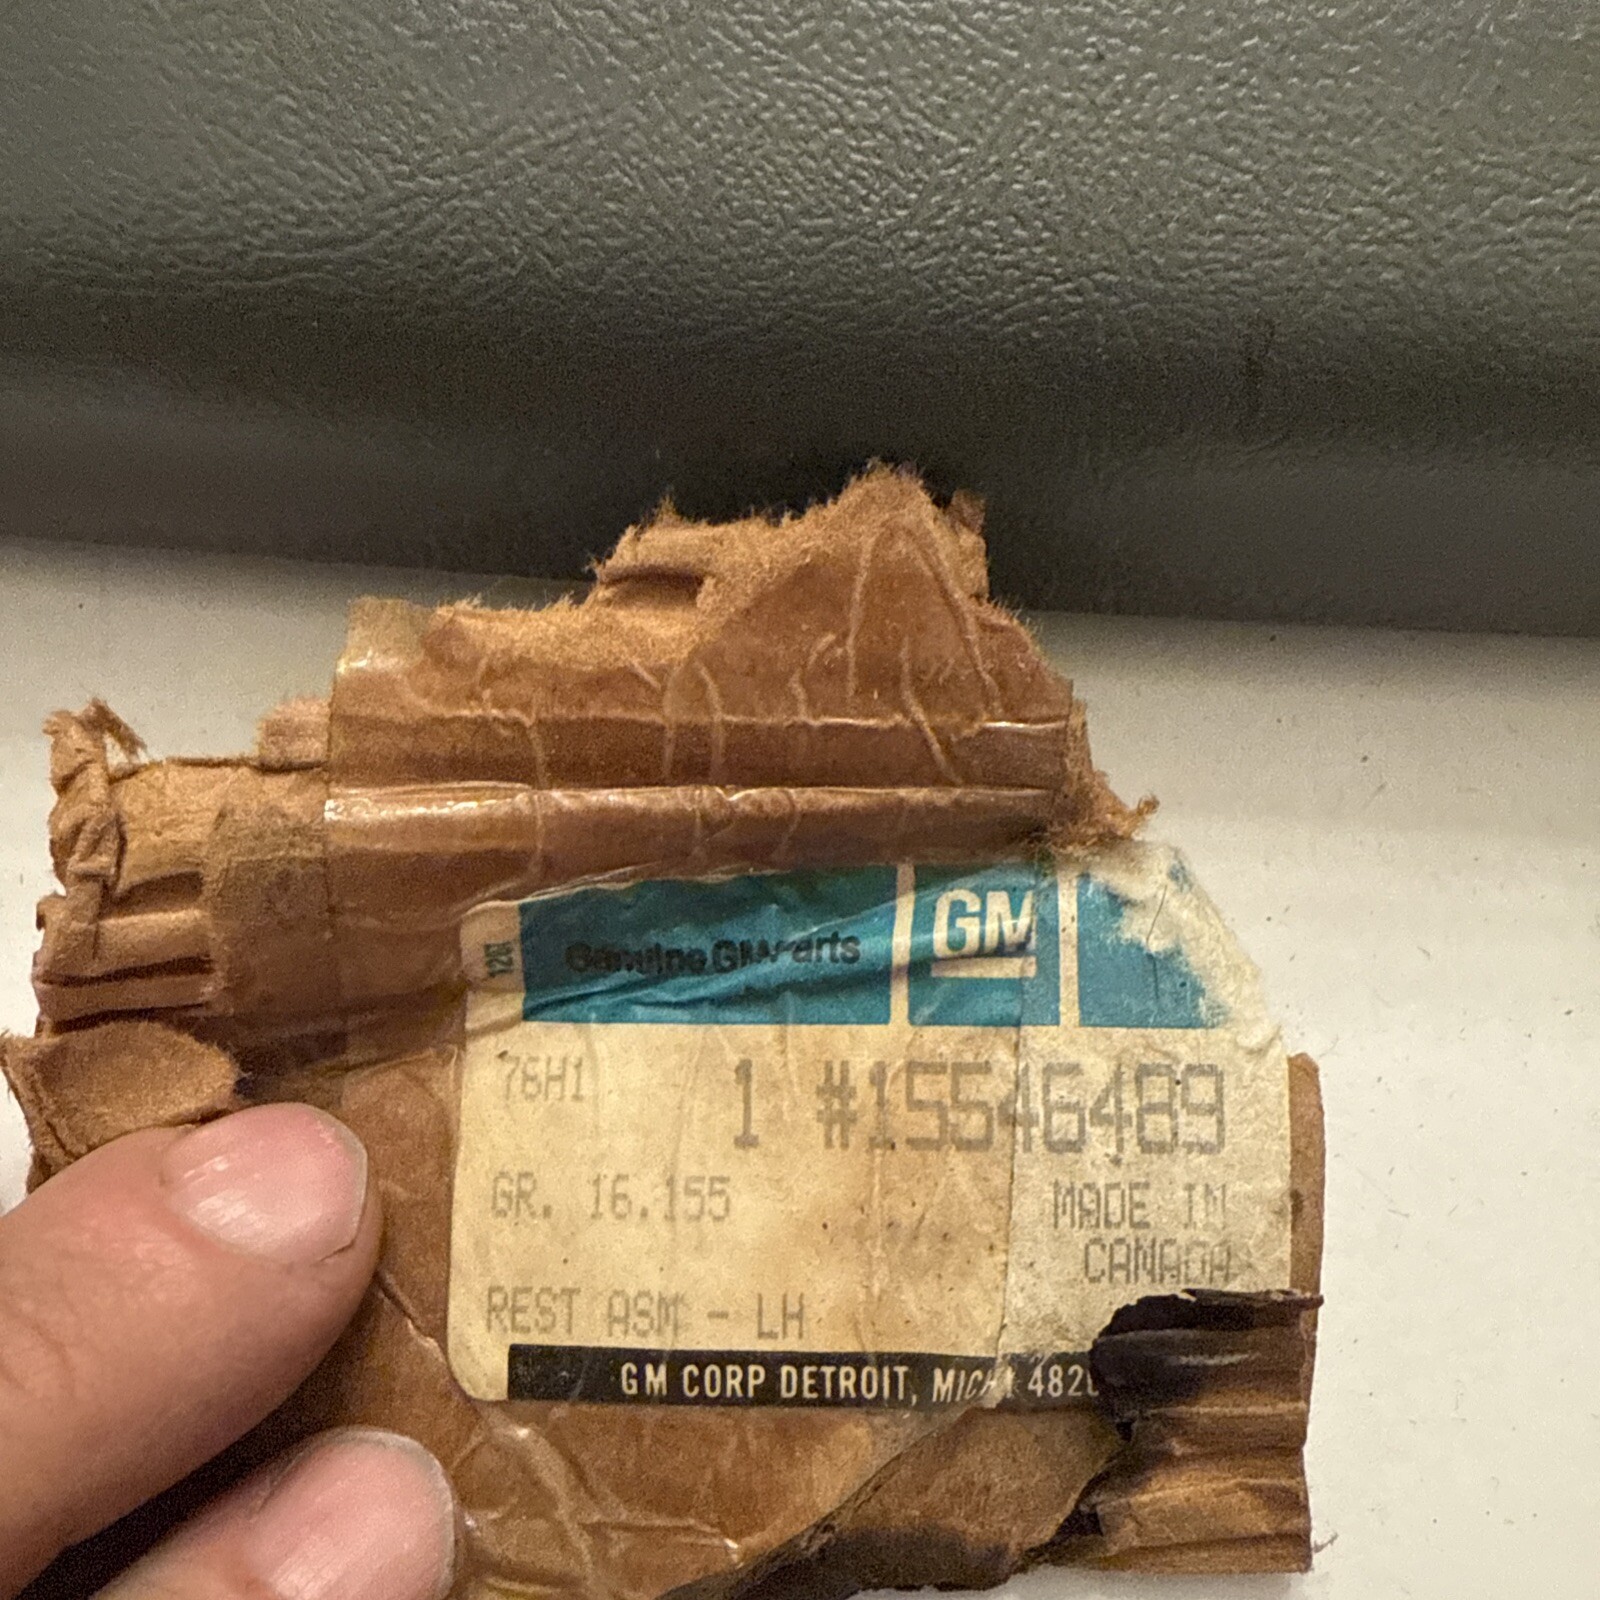 Genuine GM Parts
GM
76H1 1 #15546489
GR. 16.155 MADE IN
CANADA
REST ASM - LH
GM CORP DETROIT, MICH